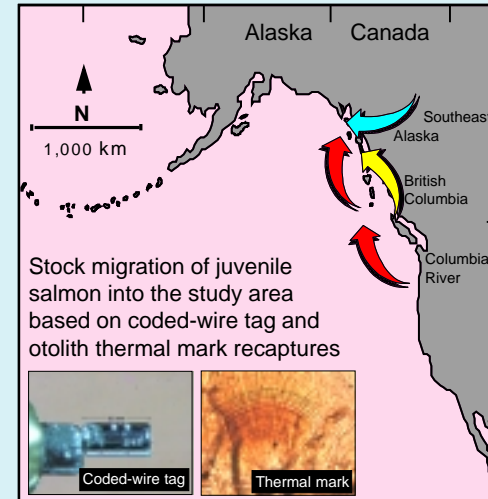 Alaska Canada
N
1,000 km
Southeast
Alaska
British
Columbia
Columbia
River
Stock migration of juvenile
salmon into the study area
based on coded-wire tag and
otolith thermal mark recaptures
Coded-wire tag
Thermal mark